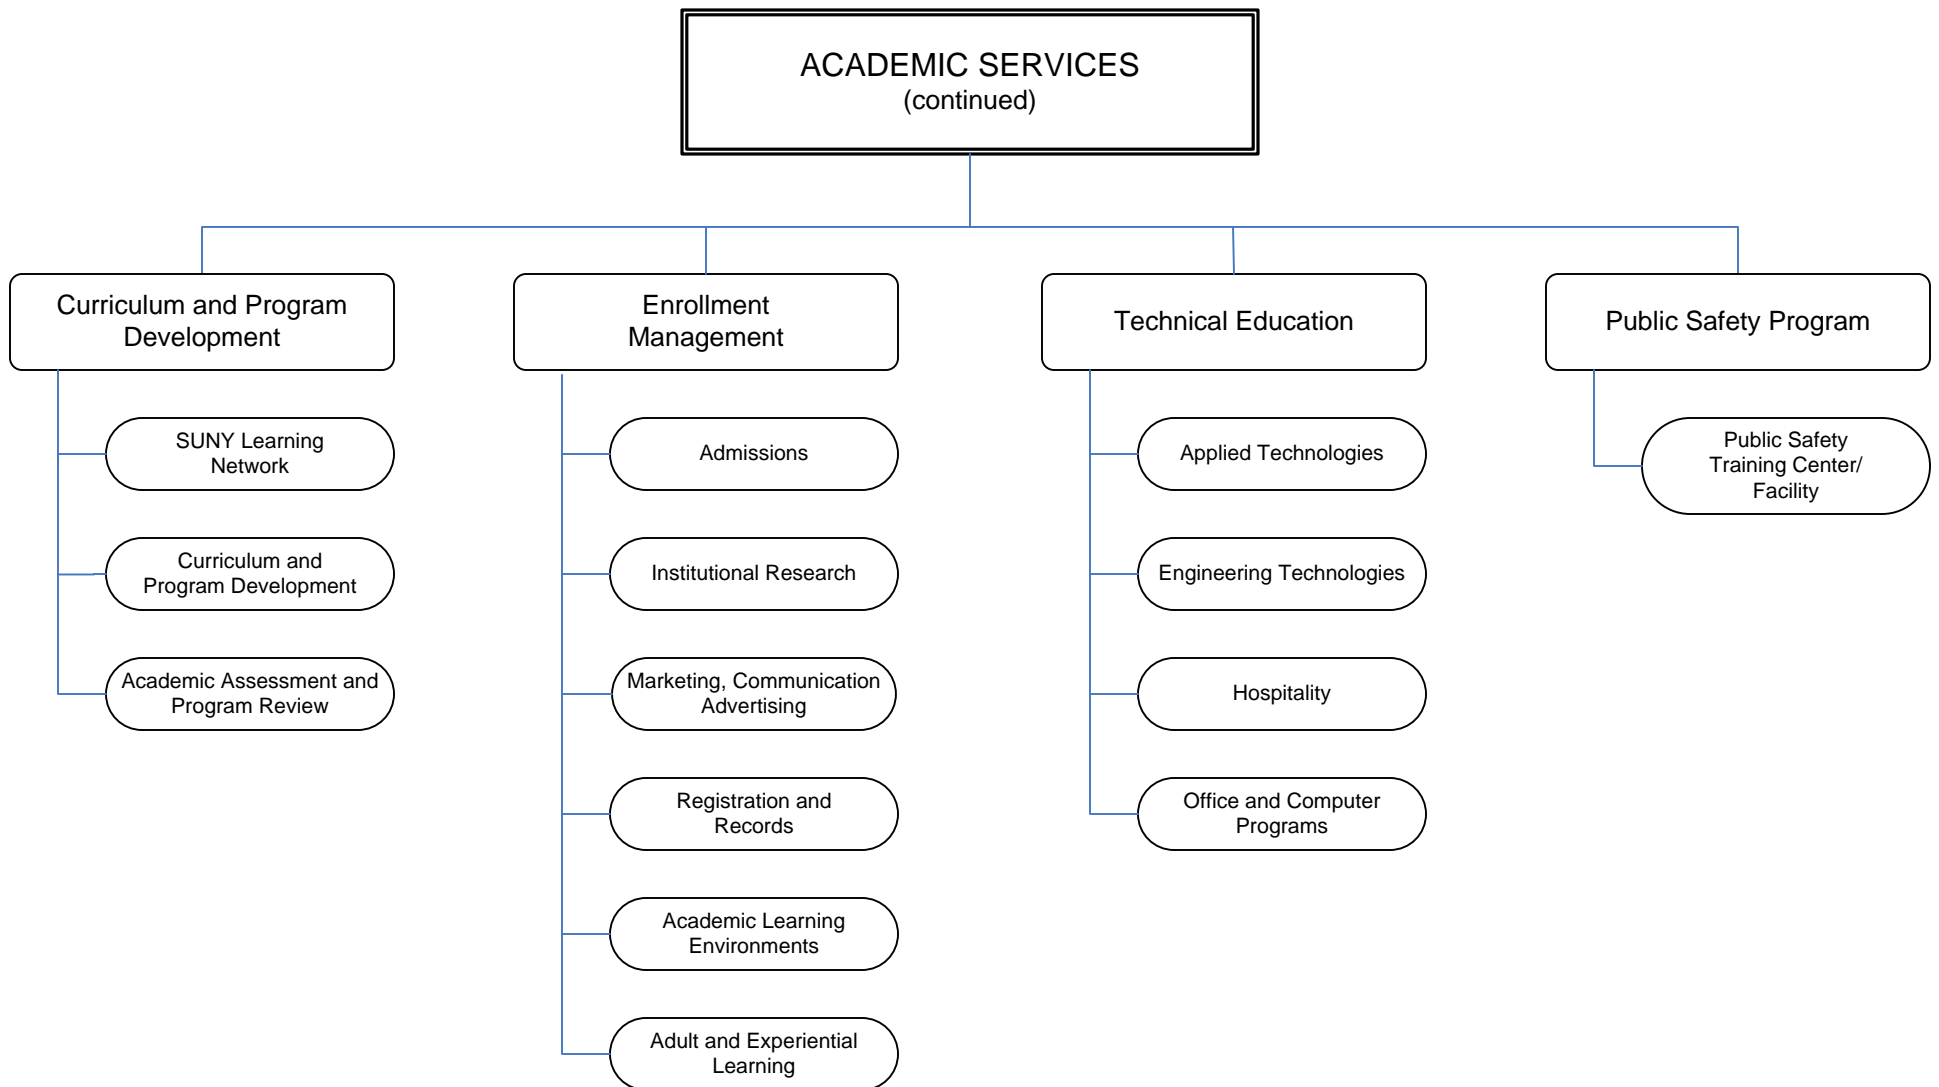 ACADEMIC SERVICES
(continued)
Curriculum and Program
Development
SUNY Learning
Network
Curriculum and
Program Development
Academic Assessment and
Program Review
Enrollment
Management
Admissions
Institutional Research
Marketing, Communication
Advertising
Registration and
Records
Academic Learning
Environments
Adult and Experiential
Learning
Technical Education
Applied Technologies
Engineering Technologies
Hospitality
Office and Computer
Programs
Public Safety Program
Public Safety
Training Center/
Facility